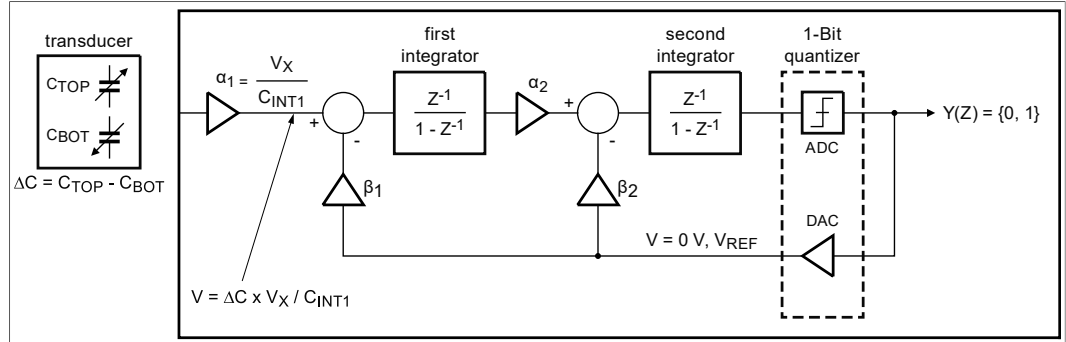 transducer
CTOP
CBOT
ΔC = CTOP - CBOT
α1 = VX
CINT1
+
-
first
integrator
Z-1
1 - Z-1
α2
+
-
second
integrator
Z-1
1 - Z-1
1-Bit
quantizer
ADC
Y(Z) = {0, 1}
β1
β2
DAC
V = 0 V, VREF
V = ΔC x VX / CINT1